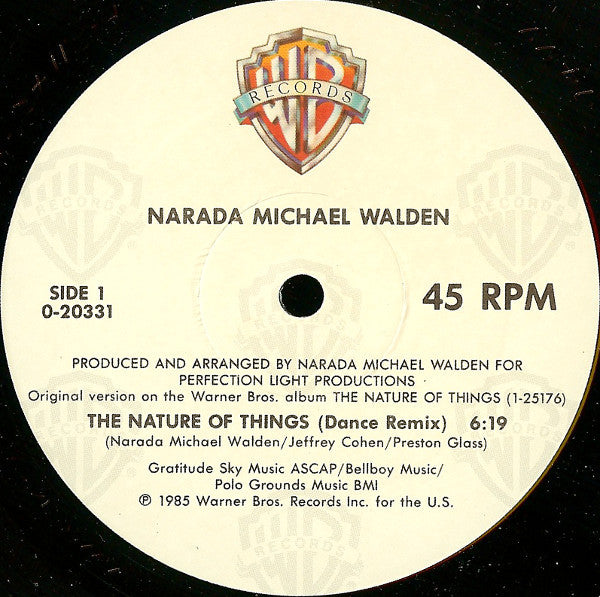 WB
RECORDS
®
NARADA MICHAEL WALDEN
SIDE 1
0-20331
45 RPM
PRODUCED AND ARRANGED BY NARADA MICHAEL WALDEN FOR
PERFECTION LIGHT PRODUCTIONS
Original version on the Warner Bros. album THE NATURE OF THINGS (1-25176)
THE NATURE OF THINGS (Dance Remix) 6:19
(Narada Michael Walden/Jeffrey Cohen/Preston Glass)
Gratitude Sky Music ASCAP/Bellboy Music/
Polo Grounds Music BMI
℗ 1985 Warner Bros. Records Inc. for the U.S.